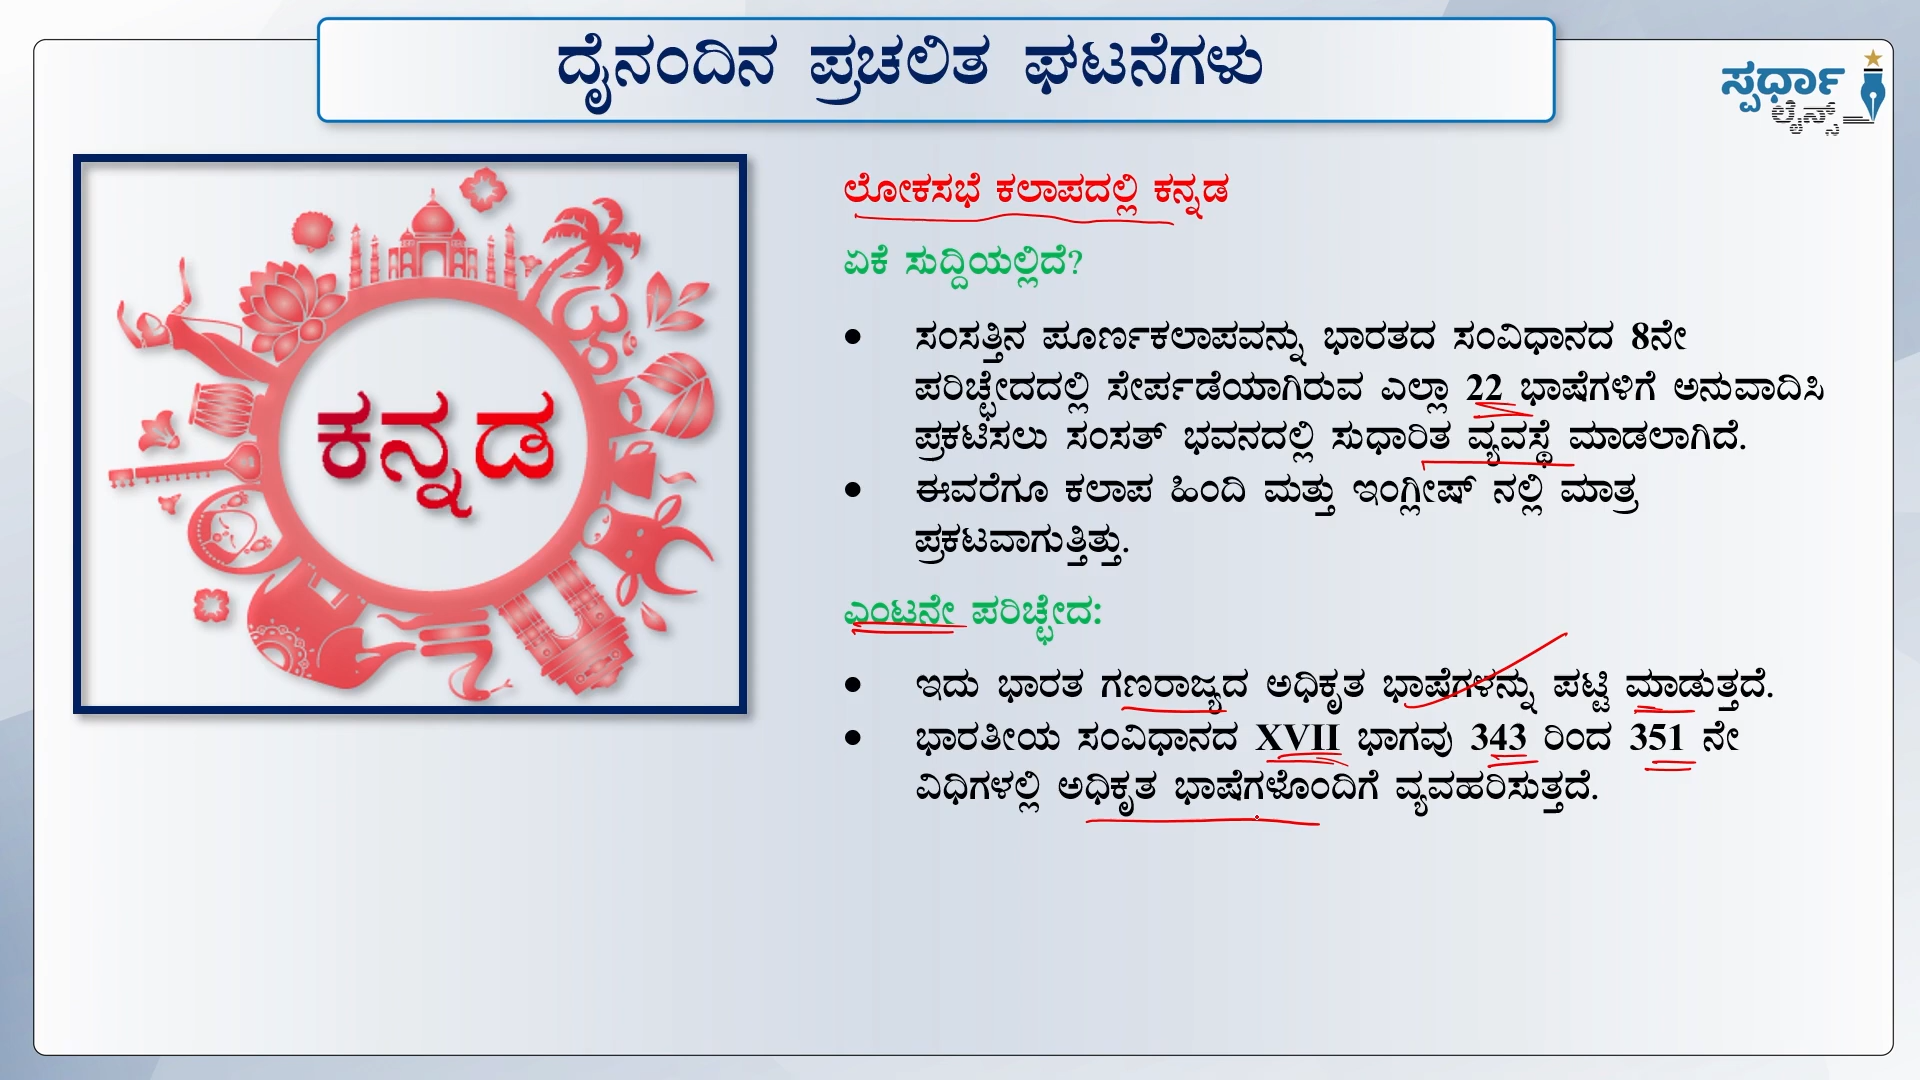 ದೈನಂದಿನ ಪ್ರಚಲಿತ ಘಟನೆಗಳು
ಸ್ಪರ್ಧಾ
ಲೈನ್ಸ್
ಕನ್ನಡ
ಲೋಕಸಭೆ ಕಲಾಪದಲ್ಲಿ ಕನ್ನಡ
ಏಕೆ ಸುದ್ದಿಯಲ್ಲಿದೆ?
• ಸಂಸತ್ತಿನ ಪೂರ್ಣಕಲಾಪವನ್ನು ಭಾರತದ ಸಂವಿಧಾನದ 8ನೇ
ಪರಿಚ್ಛೇದದಲ್ಲಿ ಸೇರ್ಪಡೆಯಾಗಿರುವ ಎಲ್ಲಾ 22 ಭಾಷೆಗಳಿಗೆ ಅನುವಾದಿಸಿ
ಪ್ರಕಟಿಸಲು ಸಂಸತ್ ಭವನದಲ್ಲಿ ಸುಧಾರಿತ ವ್ಯವಸ್ಥೆ ಮಾಡಲಾಗಿದೆ.
• ಈವರೆಗೂ ಕಲಾಪ ಹಿಂದಿ ಮತ್ತು ಇಂಗ್ಲೀಷ್ ನಲ್ಲಿ ಮಾತ್ರ
ಪ್ರಕಟವಾಗುತ್ತಿತ್ತು.
ಎಂಟನೇ ಪರಿಚ್ಛೇದ:
• ಇದು ಭಾರತ ಗಣರಾಜ್ಯದ ಅಧಿಕೃತ ಭಾಷೆಗಳನ್ನು ಪಟ್ಟಿ ಮಾಡುತ್ತದೆ.
• ಭಾರತೀಯ ಸಂವಿಧಾನದ XVII ಭಾಗವು 343 ರಿಂದ 351 ನೇ
ವಿಧಿಗಳಲ್ಲಿ ಅಧಿಕೃತ ಭಾಷೆಗಳೊಂದಿಗೆ ವ್ಯವಹರಿಸುತ್ತದೆ.